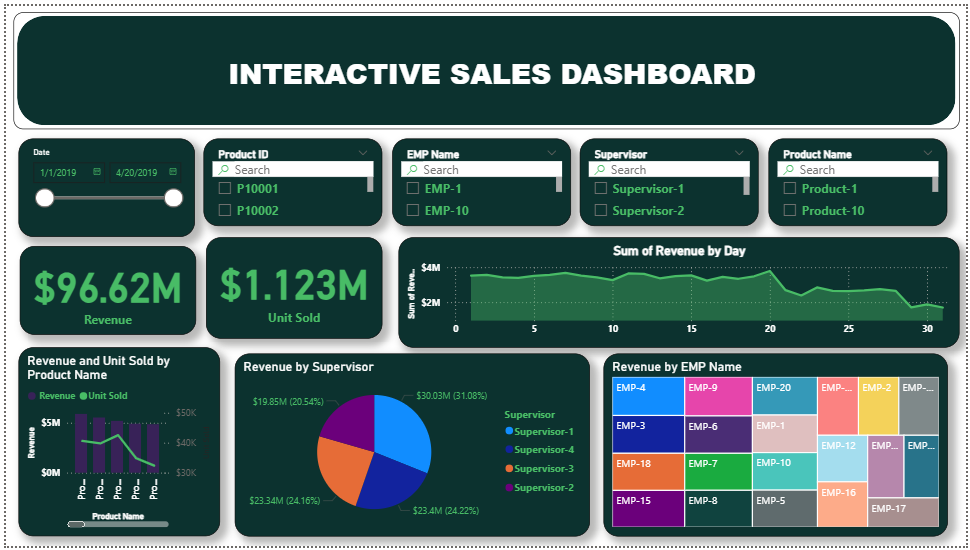 INTERACTIVE SALES DASHBOARD
Date
1/1/2019
4/20/2019
Product ID
Search
P10001
P10002
EMP Name
Search
EMP-1
EMP-10
Supervisor
Search
Supervisor-1
Supervisor-2
Product Name
Search
Product-1
Product-10
$96.62M
Revenue
$1.123M
Unit Sold
Sum of Revenue by Day
Sum of Reve...
$4M
$2M
0 5 10 15 20 25 30
Revenue and Unit Sold by
Product Name
Revenue Unit Sold
Revenue
$5M
$0M
$50K
$40K
$30K
Pro... Pro... Pro... Pro... Pro...
Product Name
Revenue by Supervisor
$30.03M (31.08%)
$19.85M (20.54%)
$23.34M (24.16%)
$23.4M (24.22%)
Supervisor
Supervisor-1
Supervisor-4
Supervisor-3
Supervisor-2
Revenue by EMP Name
EMP-4
EMP-3
EMP-18
EMP-15
EMP-9
EMP-6
EMP-7
EMP-8
EMP-20
EMP-1
EMP-10
EMP-5
EMP-...
EMP-2
EMP-...
EMP-12
EMP-16
EMP...
EMP...
EMP-17